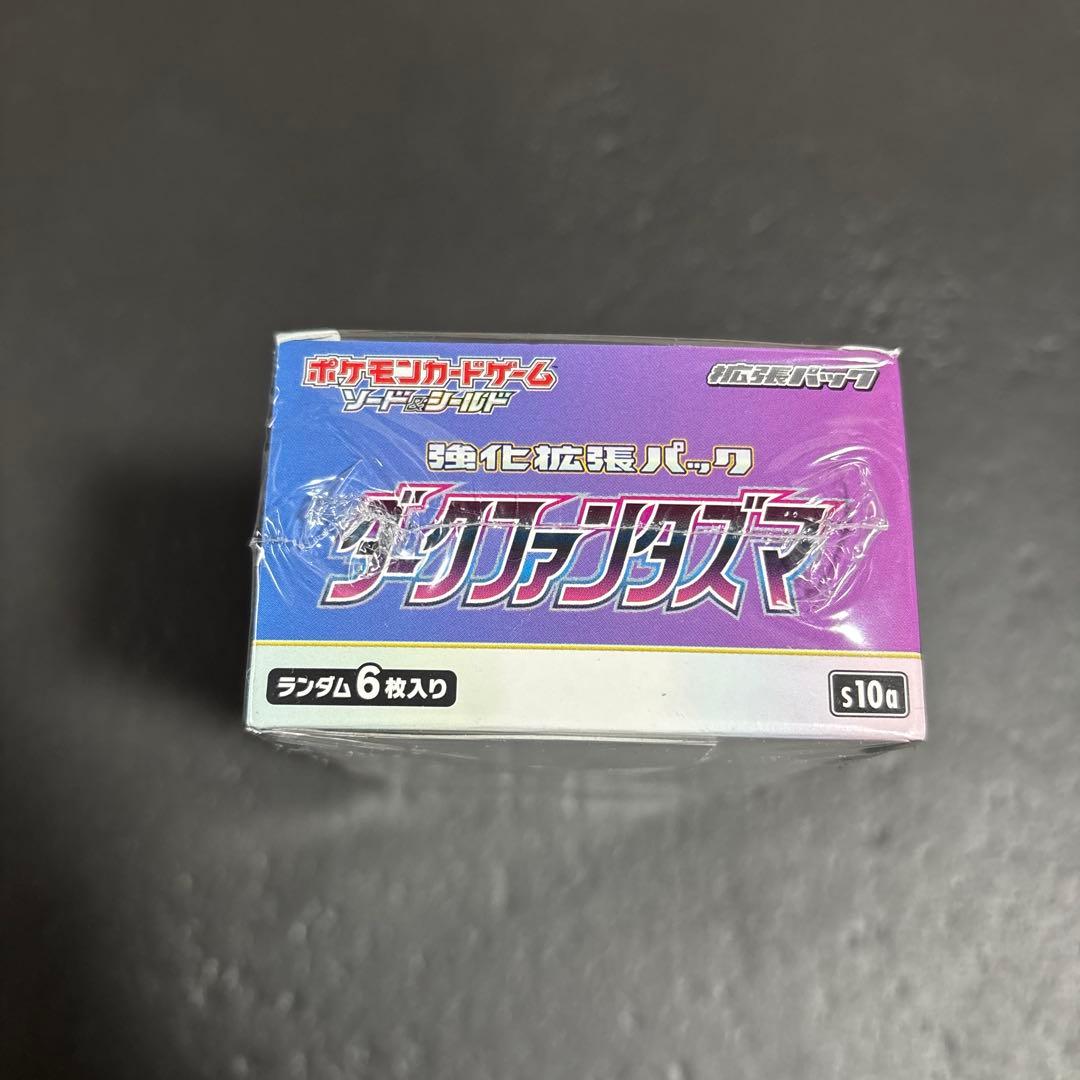 ポケモンカードゲーム
ソード&シールド
拡張パック
強化拡張パック
ダークファンタズマ
ランダム6枚入り
s10a